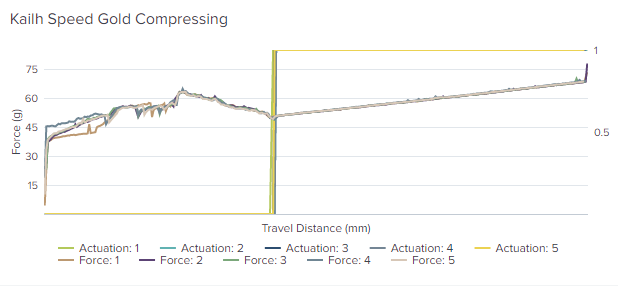 Kailh Speed Gold Compressing
1
75
60
0.5
45
30
15
Force (g)
Travel Distance (mm)
Actuation: 1 Actuation: 2 Actuation: 3 Actuation: 4 Actuation: 5
Force: 1 Force: 2 Force: 3 Force: 4 Force: 5